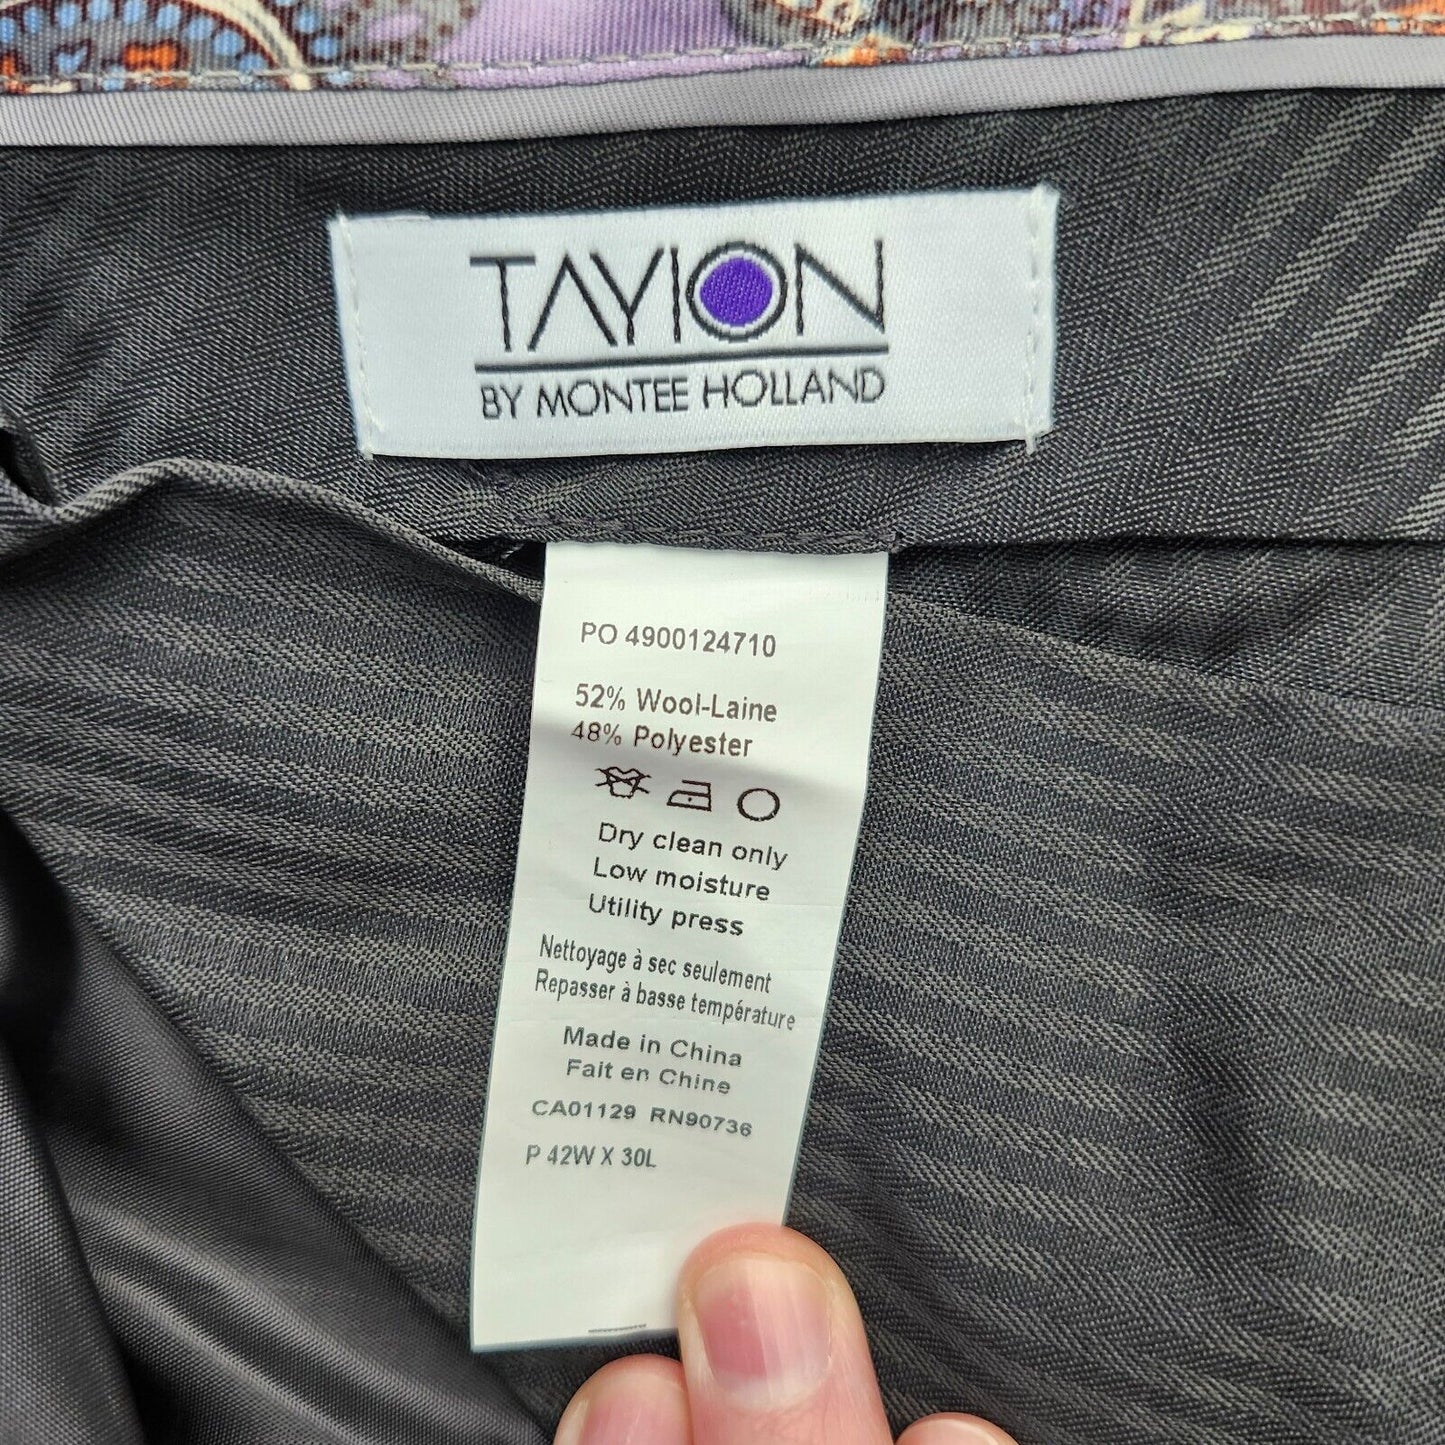 TAYION
BY MONTEE HOLLAND
PO 4900124710
52% Wool-Laine
48% Polyester
Dry clean only
Low moisture
Utility press
Nettoyage à sec seulement
Repasser à basse température
Made in China
Fait en Chine
CA01129 RN90736
P 42W X 30L